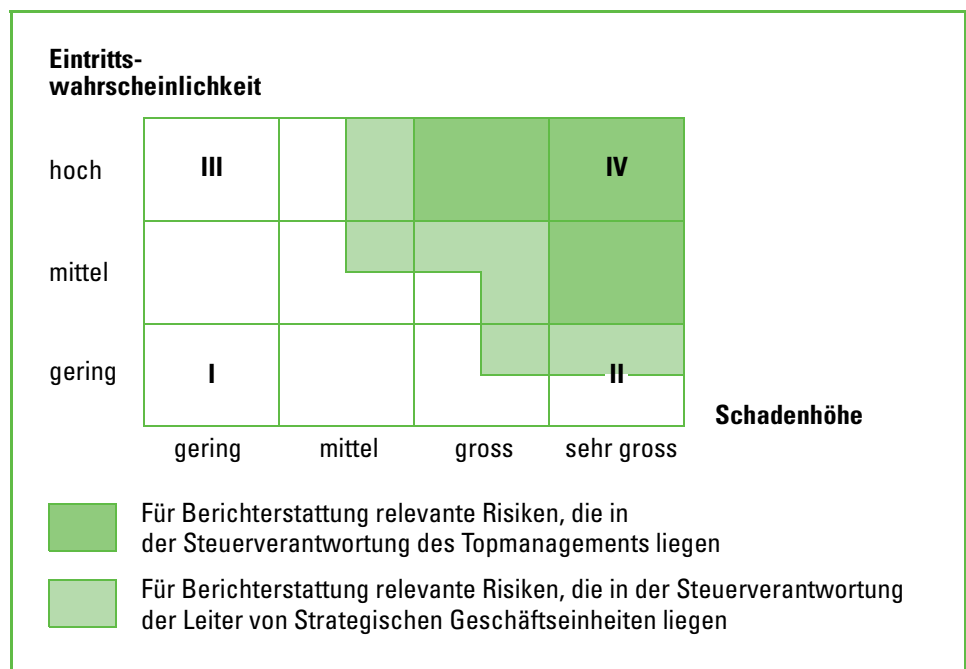 Eintritts-
wahrscheinlichkeit
hoch
III
IV
mittel
gering
I
II
Schadenhöhe
gering mittel gross sehr gross
Für Berichterstattung relevante Risiken, die in
der Steuerverantwortung des Topmanagements liegen
Für Berichterstattung relevante Risiken, die in der Steuerverantwortung
der Leiter von Strategischen Geschäftseinheiten liegen